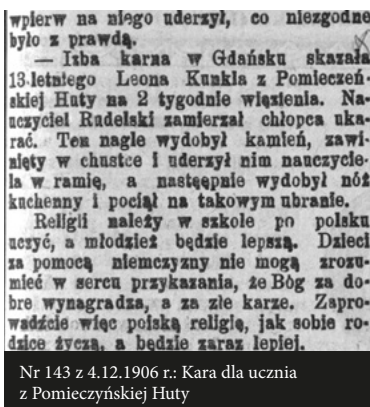 wpierw na niego uderzył, co niezgodne
było z prawdą.
— Izba karna w Gdańsku skazała
13-letniego Leona Kunkla z Pomieczeń-
skiej Huty na 2 tygodnie więzienia. Na-
uczyciel Rudelski zamierzał chłopca uka-
rać. Ten nagle wydobył kamień, zawi-
nięty w chustce i uderzył nim nauczycie-
la w ramię, a następnie wydobył nóż
kuchenny i pociął na takowym ubranie.
Religii należy w szkole po polsku
uczyć, a młodzież będzie lepszą. Dzieci
za pomocą niemczyzny nie mogą zrozu-
mieć w sercu przykazania, że Bóg za do-
bre wynagradza, a za złe karze. Zapro-
wadźcie więc polską religię, jak sobie ro-
dzice życzą, a będzie zaraz lepiej.
Nr 143 z 4.12.1906 r.: Kara dla ucznia
z Pomieczyńskiej Huty